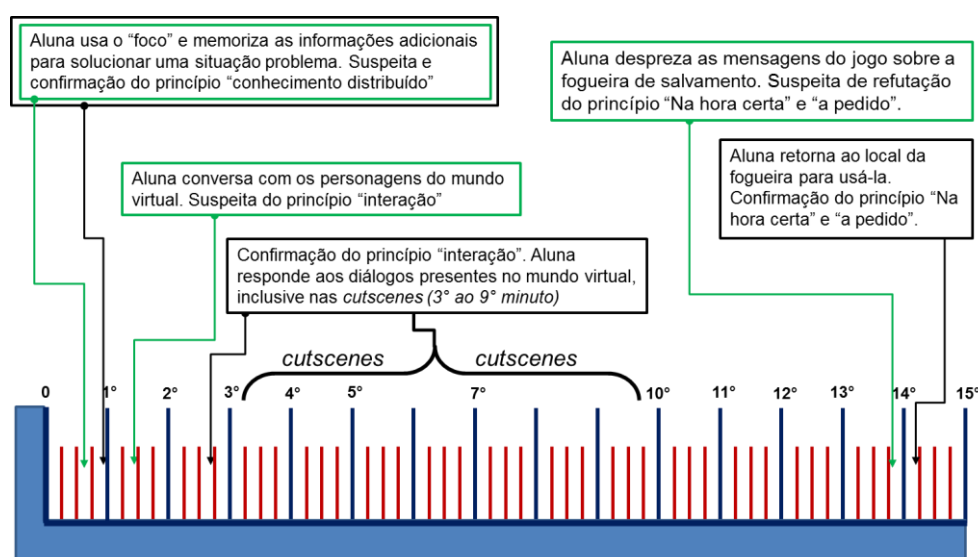 Aluna usa o “foco” e memoriza as informações adicionais
para solucionar uma situação problema. Suspeita e
confirmação do princípio “conhecimento distribuído”
Aluna despreza as mensagens do jogo sobre a
fogueira de salvamento. Suspeita de refutação
do princípio “Na hora certa” e “a pedido”.
Aluna conversa com os personagens do mundo
virtual. Suspeita do princípio “interação”
Aluna retorna ao local da
fogueira para usá-la.
Confirmação do princípio “Na
hora certa” e “a pedido”.
Confirmação do princípio “interação”. Aluna
responde aos diálogos presentes no mundo virtual,
inclusive nas cutscenes (3° ao 9° minuto)
cutscenes cutscenes
0 1° 2° 3° 4° 5° 7° 10° 11° 12° 13° 14° 15°